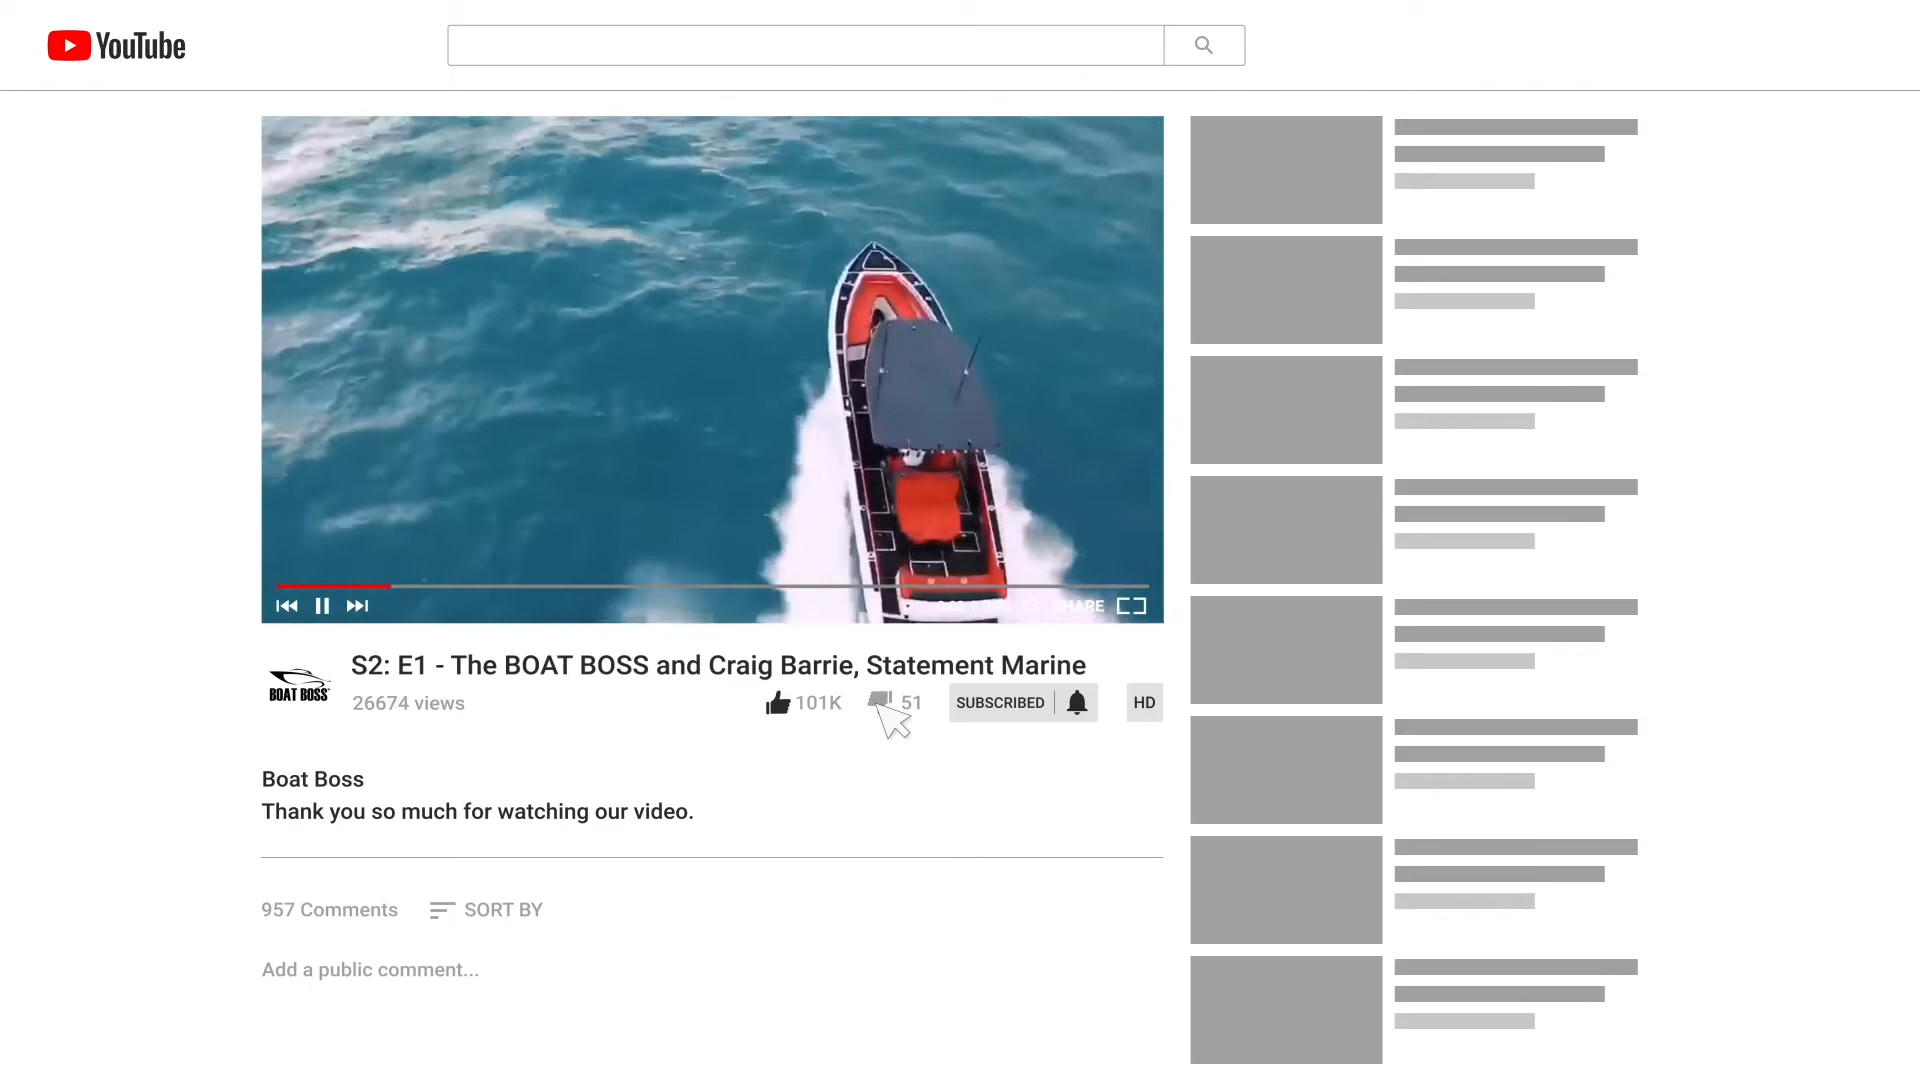 YouTube
SHARE
S2: E1 - The BOAT BOSS and Craig Barrie, Statement Marine
BOAT BOSS
26674 views
101K
51
SUBSCRIBED
HD
Boat Boss
Thank you so much for watching our video.
957 Comments
SORT BY
Add a public comment...